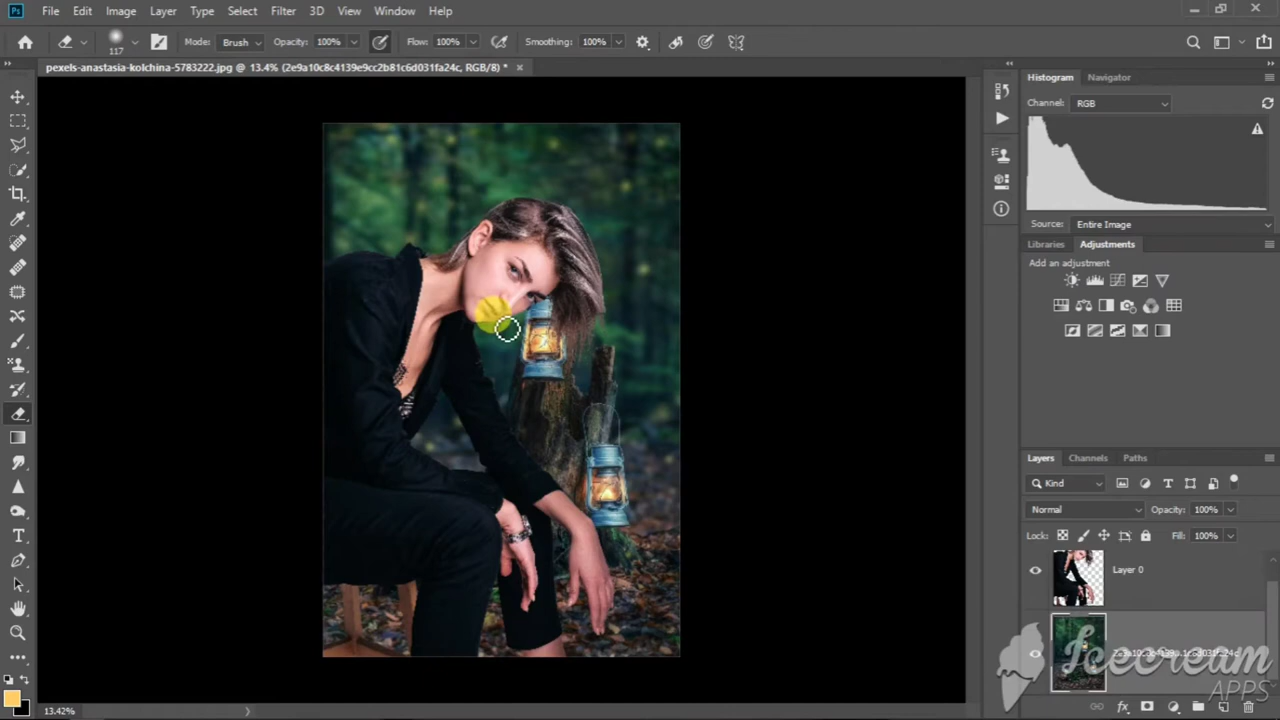 Ps File Edit Image Layer Type Select Filter 3D View Window Help
117 Mode: Brush Opacity: 100% Flow: 100% Smoothing: 100%
pexels-anastasia-kolchina-5783222.jpg @ 13.4% (2e9a10c8c4139e9cc2b81c6d031fa24c, RGB/8) *
Histogram Navigator
Channel: RGB
Source: Entire Image
Libraries Adjustments
Add an adjustment
Layers Channels Paths
Kind
Normal Opacity: 100%
Lock: Fill: 100%
Layer 0
Icecream
APPS
13.42%